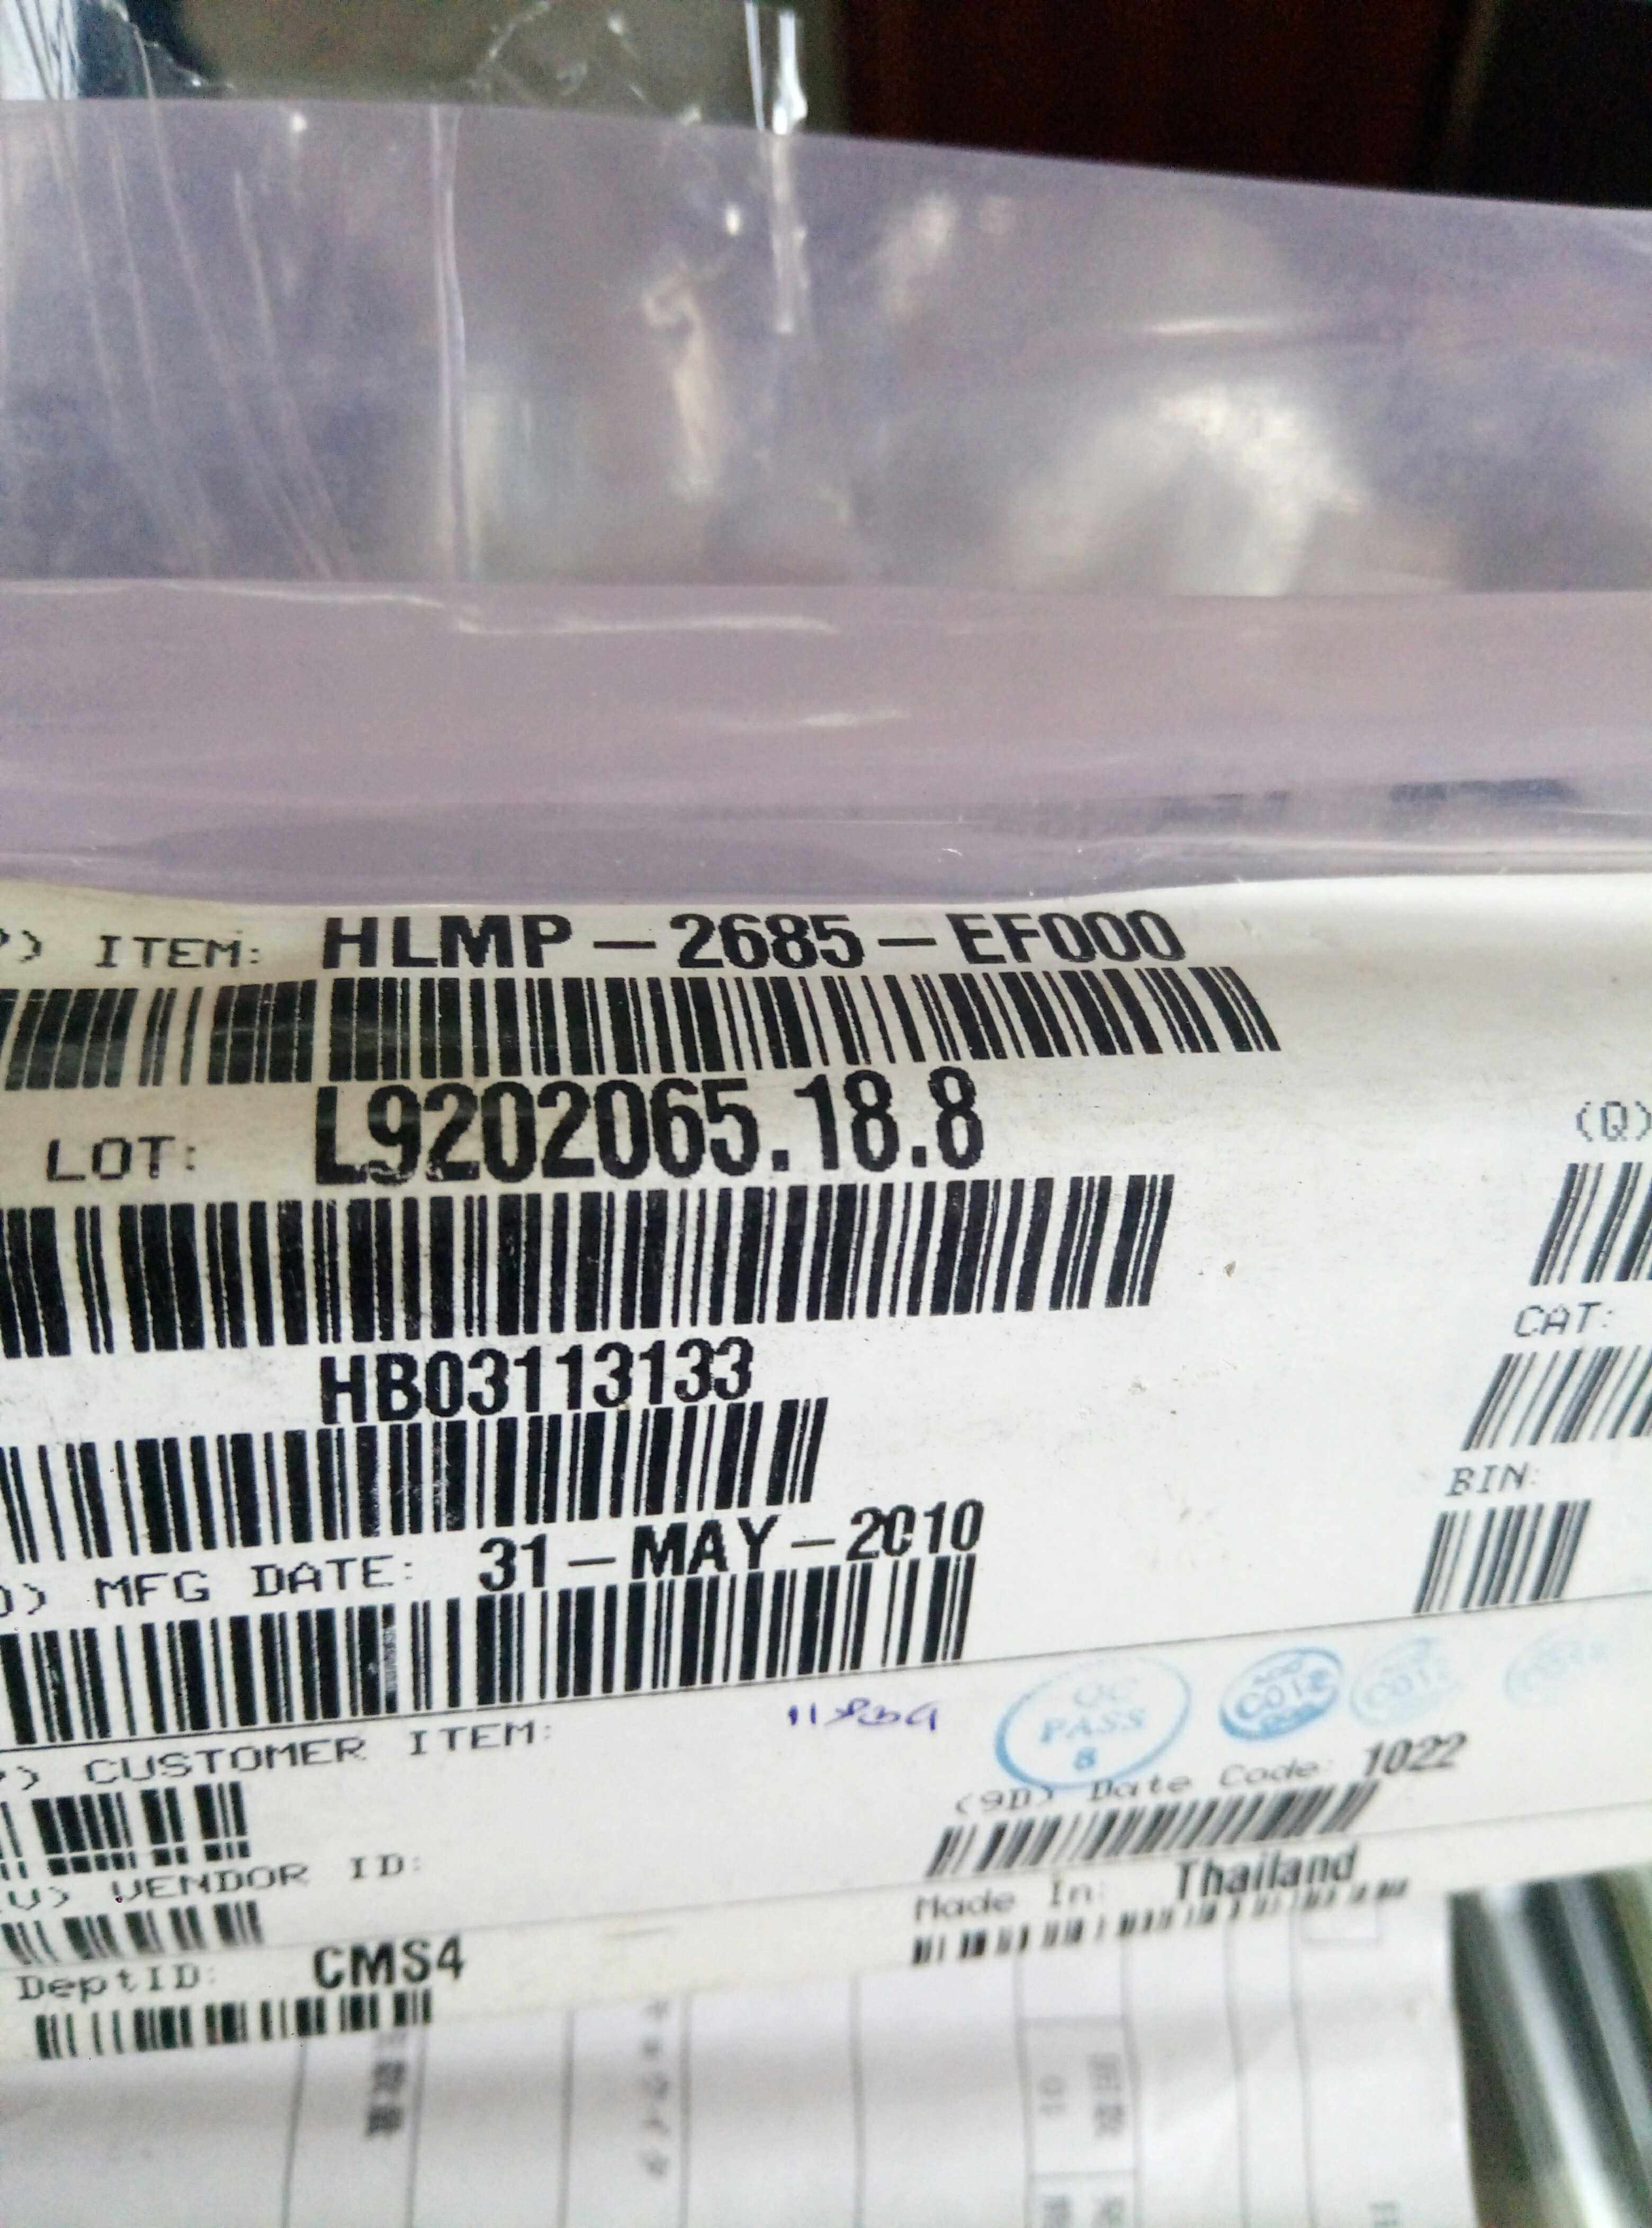 ITEM: HLMP-2685-EF000
LOT: L9202065.18.8
(Q)
CAT:
HB03113133
BIN:
MFG DATE: 31-MAY-2010
CUSTOMER ITEM:
QC
PASS
8
(9D) Date Code: 1022
VENDOR ID:
Made In: Thailand
DeptID: CMS4